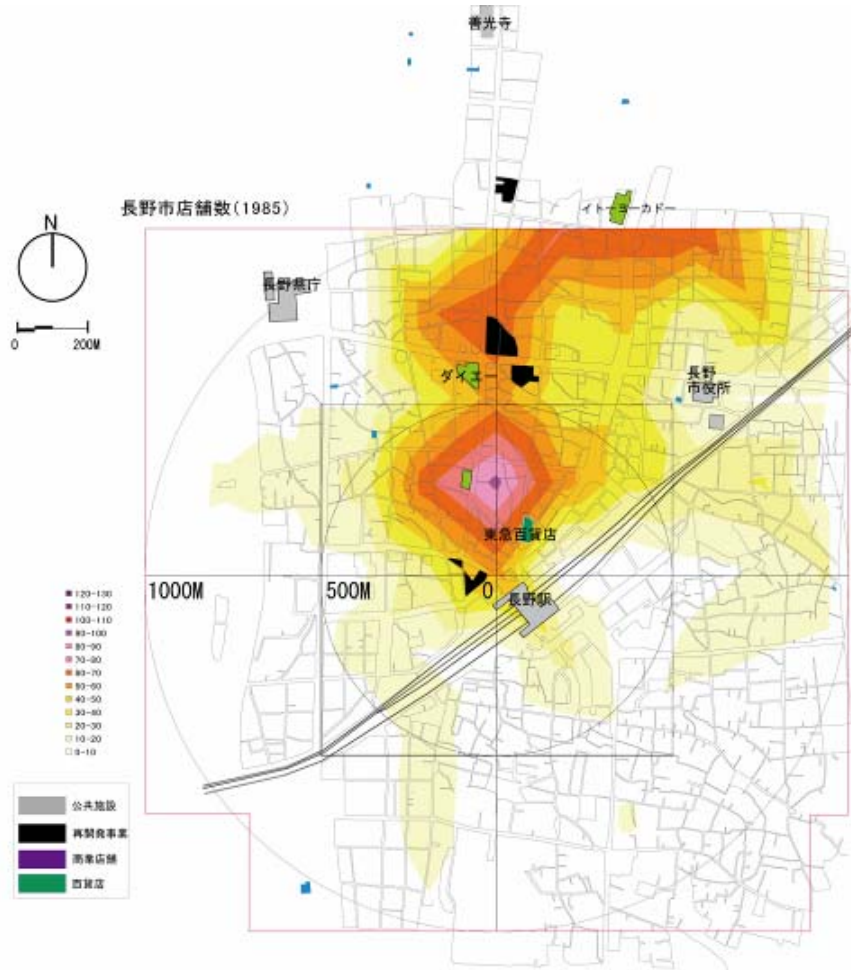 善光寺
長野市店舗数(1985)
イトーヨーカドー
N
長野県庁
0 200M
ダイエー
長野
市役所
東急百貨店
1000M 500M 0
長野駅
120-130
110-120
100-110
90-100
80-90
70-80
60-70
50-60
40-50
30-40
20-30
10-20
0-10
公共施設
再開発事業
商業店舗
百貨店